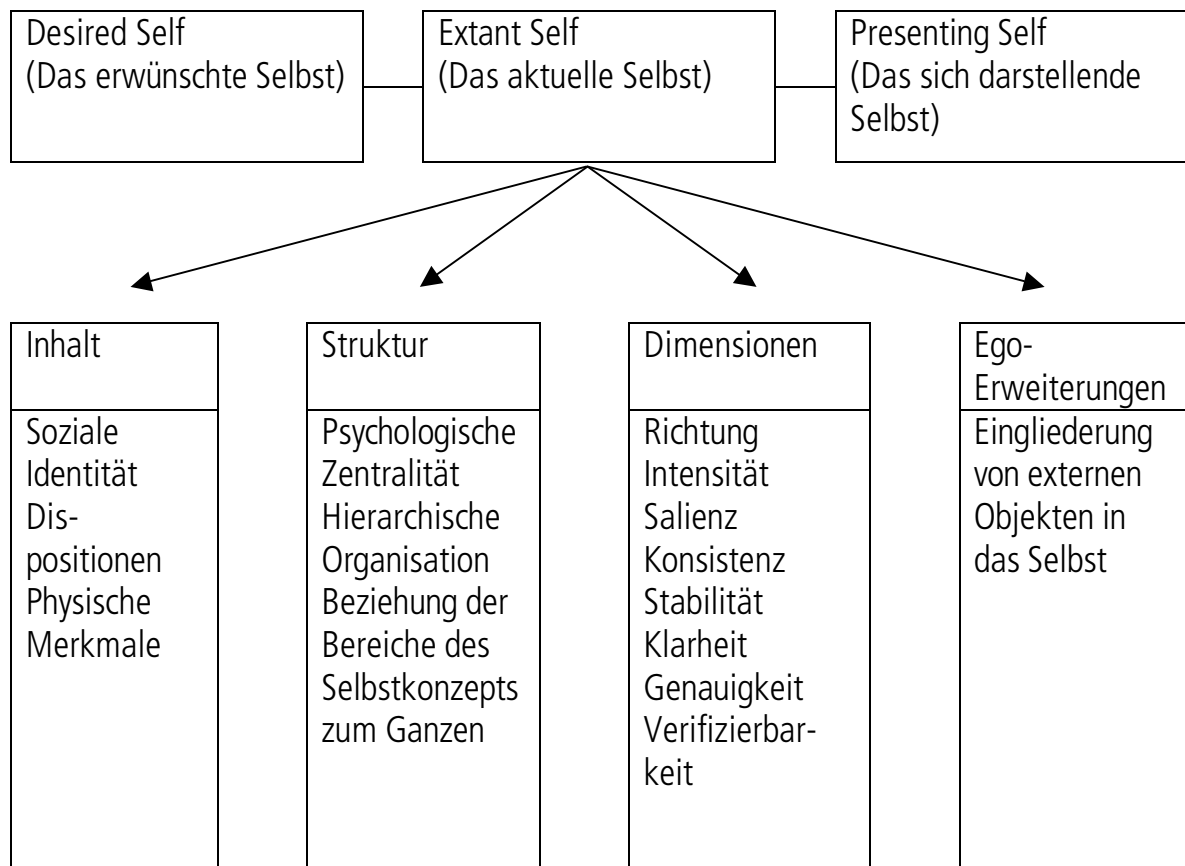 Desired Self
(Das erwünschte Selbst)
Extant Self
(Das aktuelle Selbst)
Presenting Self
(Das sich darstellende
Selbst)
Inhalt
Soziale
Identität
Dis-
positionen
Physische
Merkmale
Struktur
Psychologische
Zentralität
Hierarchische
Organisation
Beziehung der
Bereiche des
Selbstkonzepts
zum Ganzen
Dimensionen
Richtung
Intensität
Salienz
Konsistenz
Stabilität
Klarheit
Genauigkeit
Verifizierbar-
keit
Ego-
Erweiterungen
Eingliederung
von externen
Objekten in
das Selbst